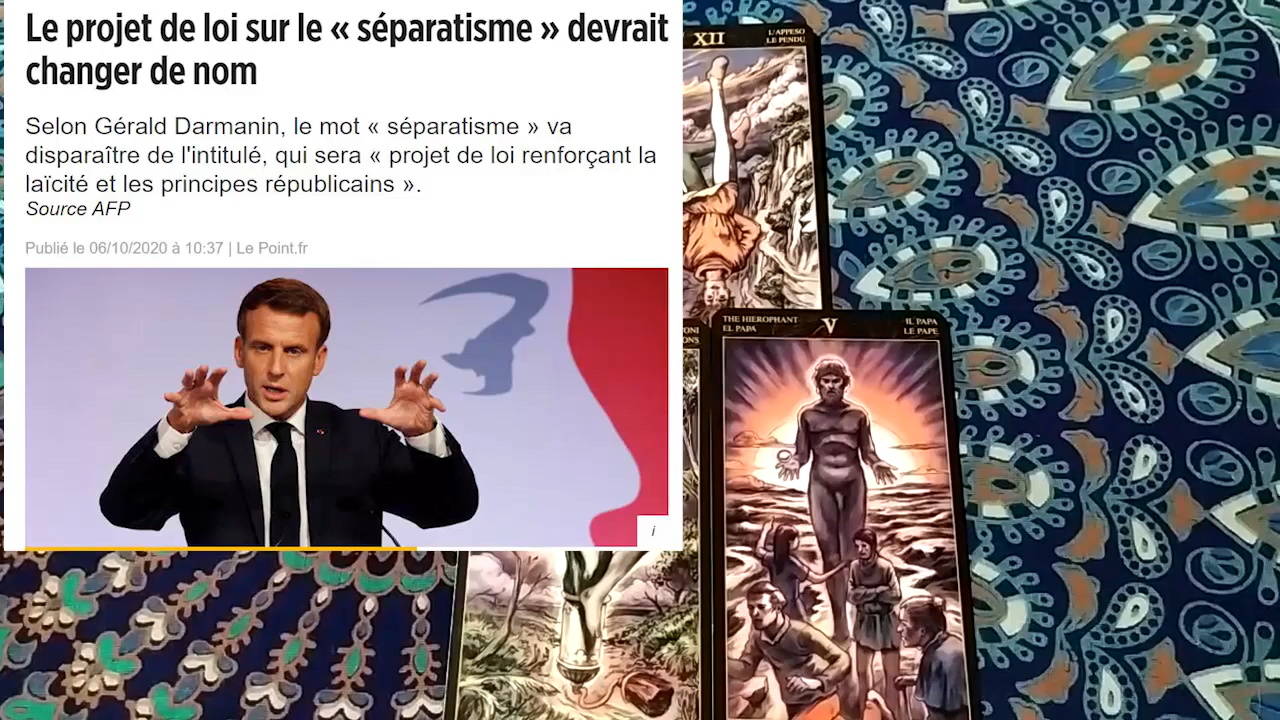 Le projet de loi sur le « séparatisme » devrait
changer de nom
Selon Gérald Darmanin, le mot « séparatisme » va
disparaître de l'intitulé, qui sera « projet de loi renforçant la
laïcité et les principes républicains ».
Source AFP
Publié le 06/10/2020 à 10:37 | Le Point.fr
i
XII
L'APPESO
LE PENDU
THE HIEROPHANT
EL PAPA
V
IL PAPA
LE PAPE